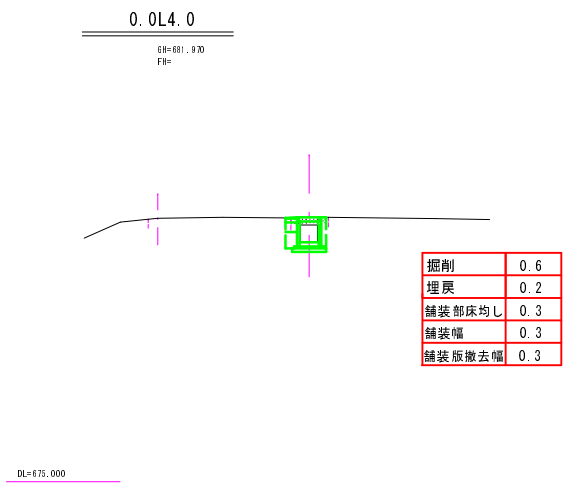 0.0L4.0
GH=681.970
FH=
掘削 0.6
埋戻 0.2
舗装部床均し 0.3
舗装幅 0.3
舗装版撤去幅 0.3
DL=675.000